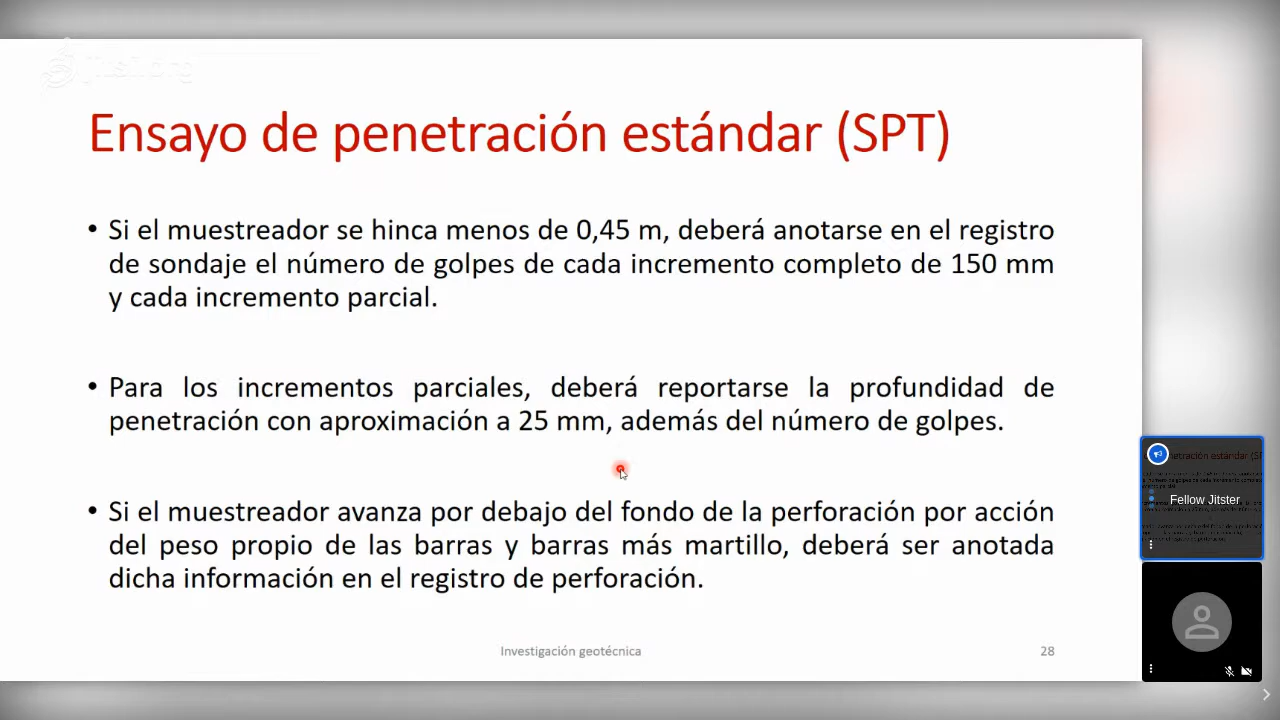 Ensayo de penetración estándar (SPT)
• Si el muestreador se hinca menos de 0,45 m, deberá anotarse en el registro
de sondaje el número de golpes de cada incremento completo de 150 mm
y cada incremento parcial.
• Para los incrementos parciales, deberá reportarse la profundidad de
penetración con aproximación a 25 mm, además del número de golpes.
• Si el muestreador avanza por debajo del fondo de la perforación por acción
del peso propio de las barras y barras más martillo, deberá ser anotada
dicha información en el registro de perforación.
Investigación geotécnica
28
Fellow Jitster